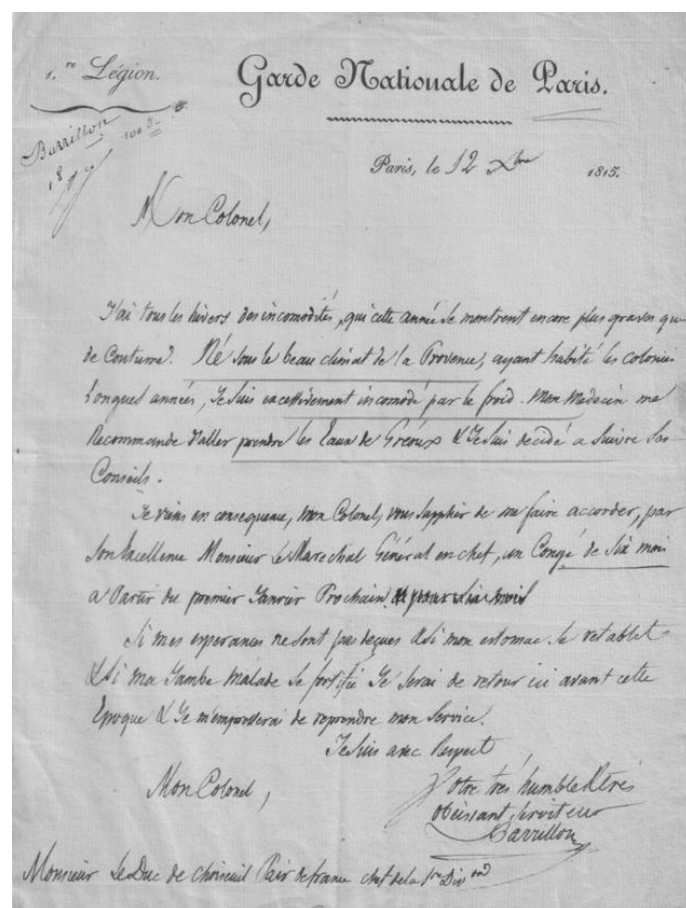 1.re Légion.
Garde Nationale de Paris.
Barrillon
Paris, le 12 Xbre 1815.
Mon Colonel,
J'ai tous les hivers des incomodités, qui cette année se montrent encore plus graves que
de Coutume. Né sous le beau climat de la Provence, ayant habité les colonies
longues années, Je suis excessivement incomodé par le froid. Mon Medecin me
Recommande d'aller prendre les Eaux de Gréoux & Je suis decidé a Suivre Ses
Conseils.
Je viens en consequence, mon Colonel, vous supplier de me faire accorder, par
Son Excellence Monsieur Le Marechal Général en chef, un Congé de Six mois
a Partir du premier Janvier Prochain
Si mes esperances ne sont pas deçues & Si mon estomac se retablet
& Si ma Jambe Malade Se fortifie Je Serai de retour ici avant cette
Epoque & Je m'empresserai de reprendre mon Service.
Je Suis avec Respect
Mon Colonel,
Votre très humble & très
obeissant Serviteur
Barrillon
Monsieur Le Duc de Choiseuil Pair de france chef de la 1re Dion